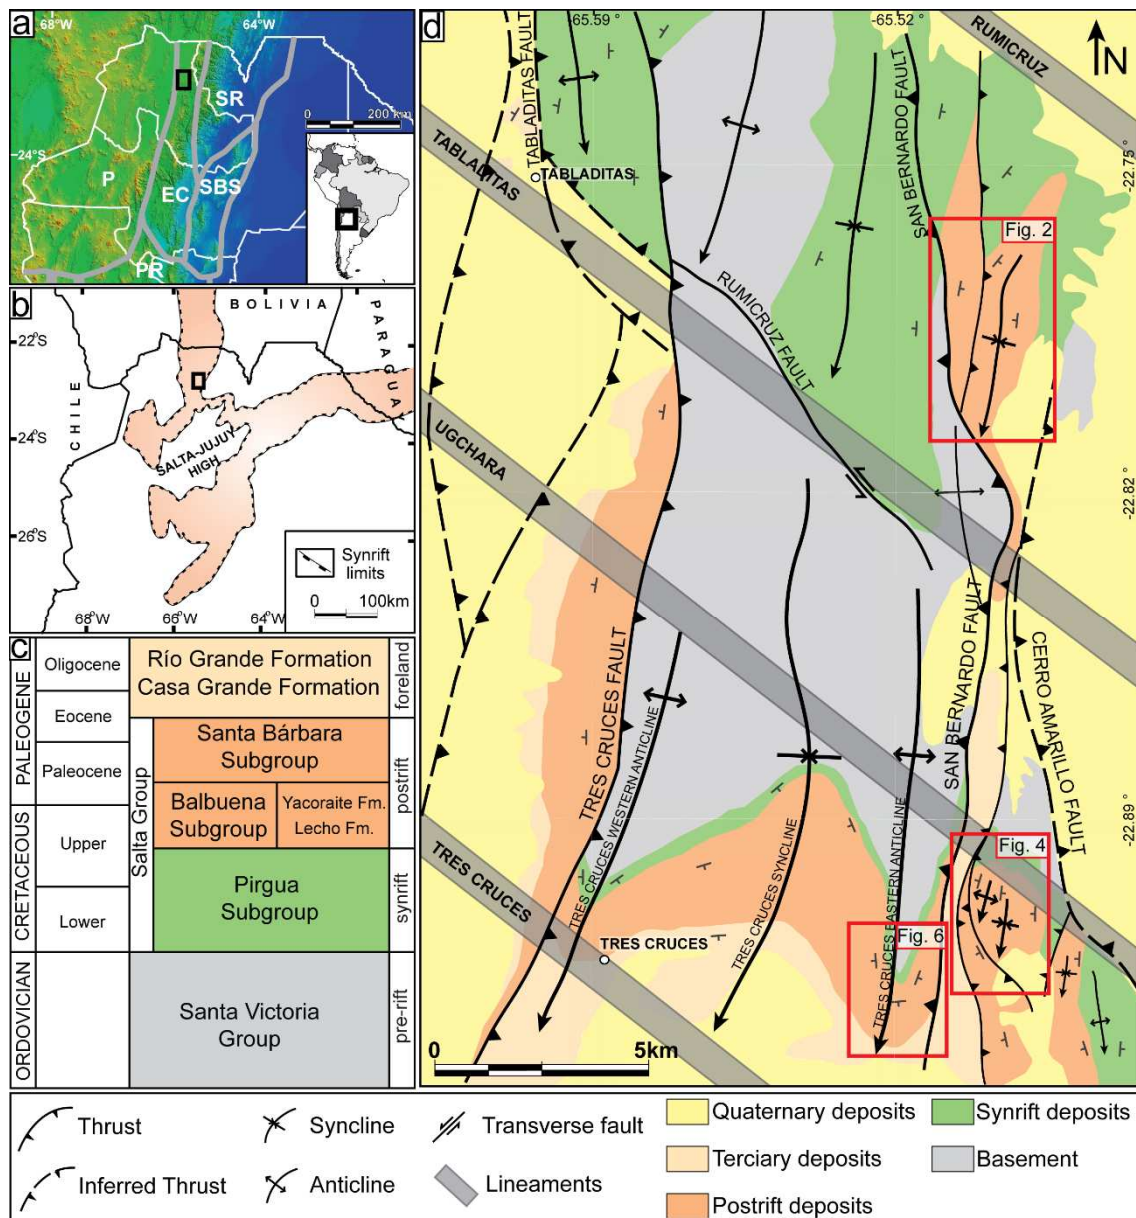 a
68°W
64°W
24°S
SR
P
EC
SBS
PR
0
200 km
b
BOLIVIA
PARAGUAY
CHILE
22°S
24°S
26°S
SALTA-JUJUY
HIGH
Synrift
limits
0
100km
68°W
66°W
64°W
c
PALEOGENE
Oligocene
Eocene
Paleocene
CRETACEOUS
Upper
Lower
ORDOVICIAN
Río Grande Formation
Casa Grande Formation
foreland
Salta Group
Santa Bárbara
Subgroup
Balbuena
Subgroup
Yacoraite Fm.
Lecho Fm.
postrift
Pirgua
Subgroup
synrift
Santa Victoria
Group
pre-rift
d
-65.59°
-65.52°
N
-22.75°
-22.82°
-22.89°
RUMICRUZ
TABLADITAS FAULT
TABLADITAS
TABLADITAS
SAN BERNARDO FAULT
Fig. 2
RUMICRUZ FAULT
UGCHARA
TRES CRUCES FAULT
TRES CRUCES WESTERN ANTICLINE
SAN BERNARDO FAULT
CERRO AMARILLO FAULT
TRES CRUCES
TRES CRUCES
TRES CRUCES SYNCLINE
TRES CRUCES EASTERN ANTICLINE
Fig. 4
Fig. 6
0
5km
Thrust
Syncline
Transverse fault
Inferred Thrust
Anticline
Lineaments
Quaternary deposits
Synrift deposits
Terciary deposits
Basement
Postrift deposits